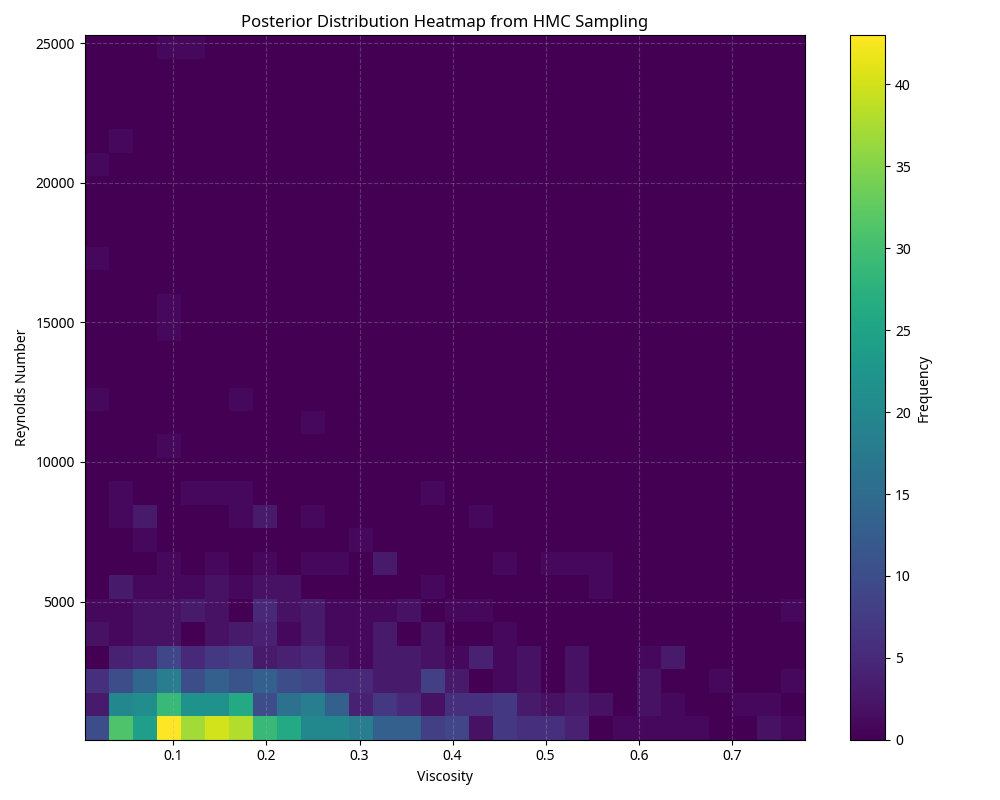 Posterior Distribution Heatmap from HMC Sampling
Reynolds Number
25000
20000
15000
10000
5000
0.1 0.2 0.3 0.4 0.5 0.6 0.7
Viscosity
40
35
30
25
20
15
10
5
0
Frequency